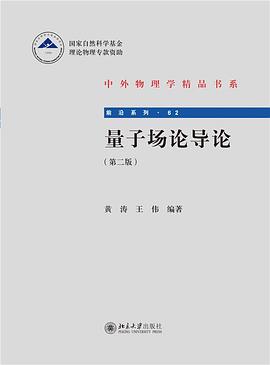 国家自然科学基金
理论物理专款资助
中外物理学精品书系
前沿系列·62
量子场论导论
(第二版)
黄涛 王伟 编著
北京大学出版社